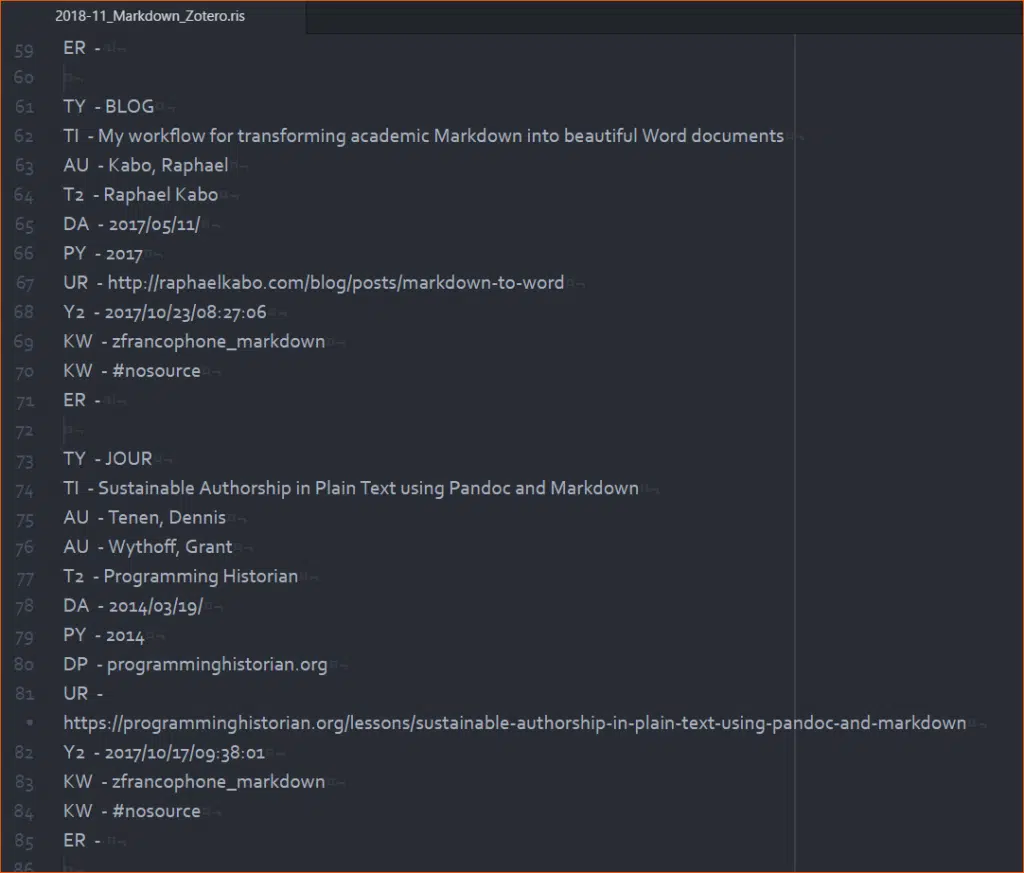 2018-11_Markdown_Zotero.ris
59 ER -
60
61 TY - BLOG
62 TI - My workflow for transforming academic Markdown into beautiful Word documents
63 AU - Kabo, Raphael
64 T2 - Raphael Kabo
65 DA - 2017/05/11/
66 PY - 2017
67 UR - http://raphaelkabo.com/blog/posts/markdown-to-word
68 Y2 - 2017/10/23/08:27:06
69 KW - zfrancophone_markdown
70 KW - #nosource
71 ER -
72
73 TY - JOUR
74 TI - Sustainable Authorship in Plain Text using Pandoc and Markdown
75 AU - Tenen, Dennis
76 AU - Wythoff, Grant
77 T2 - Programming Historian
78 DA - 2014/03/19/
79 PY - 2014
80 DP - programminghistorian.org
81 UR -
• https://programminghistorian.org/lessons/sustainable-authorship-in-plain-text-using-pandoc-and-markdown
82 Y2 - 2017/10/17/09:38:01
83 KW - zfrancophone_markdown
84 KW - #nosource
85 ER -
86